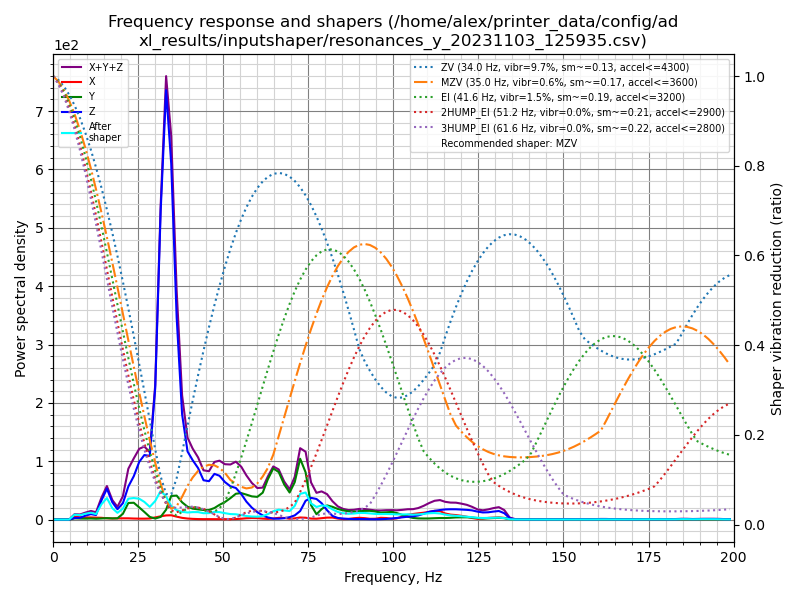 Frequency response and shapers (/home/alex/printer_data/config/ad
xl_results/inputshaper/resonances_y_20231103_125935.csv)
1e2
X+Y+Z
X
Y
Z
After
shaper
ZV (34.0 Hz, vibr=9.7%, sm~=0.13, accel<=4300)
MZV (35.0 Hz, vibr=0.6%, sm~=0.17, accel<=3600)
EI (41.6 Hz, vibr=1.5%, sm~=0.19, accel<=3200)
2HUMP_EI (51.2 Hz, vibr=0.0%, sm~=0.21, accel<=2900)
3HUMP_EI (61.6 Hz, vibr=0.0%, sm~=0.22, accel<=2800)
Recommended shaper: MZV
Power spectral density
7
6
5
4
3
2
1
0
1.0
0.8
0.6
0.4
0.2
0.0
Shaper vibration reduction (ratio)
0 25 50 75 100 125 150 175 200
Frequency, Hz